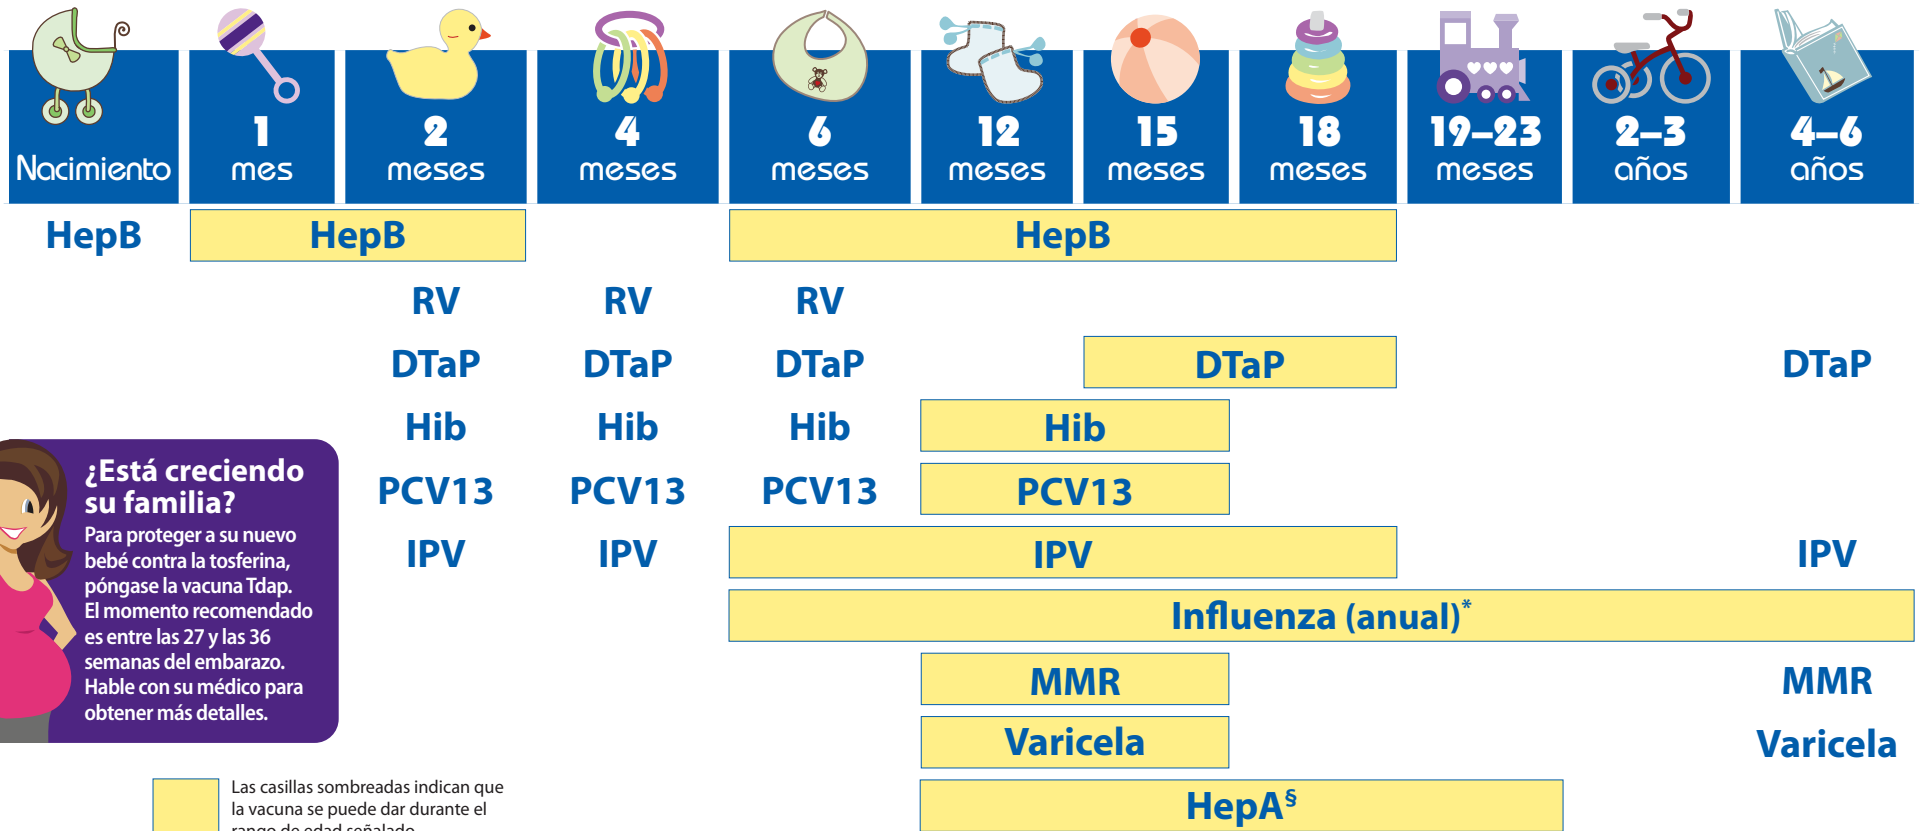 Nacimiento
1
mes
2
meses
4
meses
6
meses
12
meses
15
meses
18
meses
19–23
meses
2–3
años
4–6
años
HepB HepB HepB
RV RV RV
DTaP DTaP DTaP DTaP DTaP
Hib Hib Hib Hib
PCV13 PCV13 PCV13 PCV13
IPV IPV IPV IPV
Influenza (anual)*
MMR MMR
Varicela Varicela
HepA§
¿Está creciendo
su familia?
Para proteger a su nuevo
bebé contra la tosferina,
póngase la vacuna Tdap.
El momento recomendado
es entre las 27 y las 36
semanas del embarazo.
Hable con su médico para
obtener más detalles.
Las casillas sombreadas indican que
la vacuna se puede dar durante el
rango de edad señalado